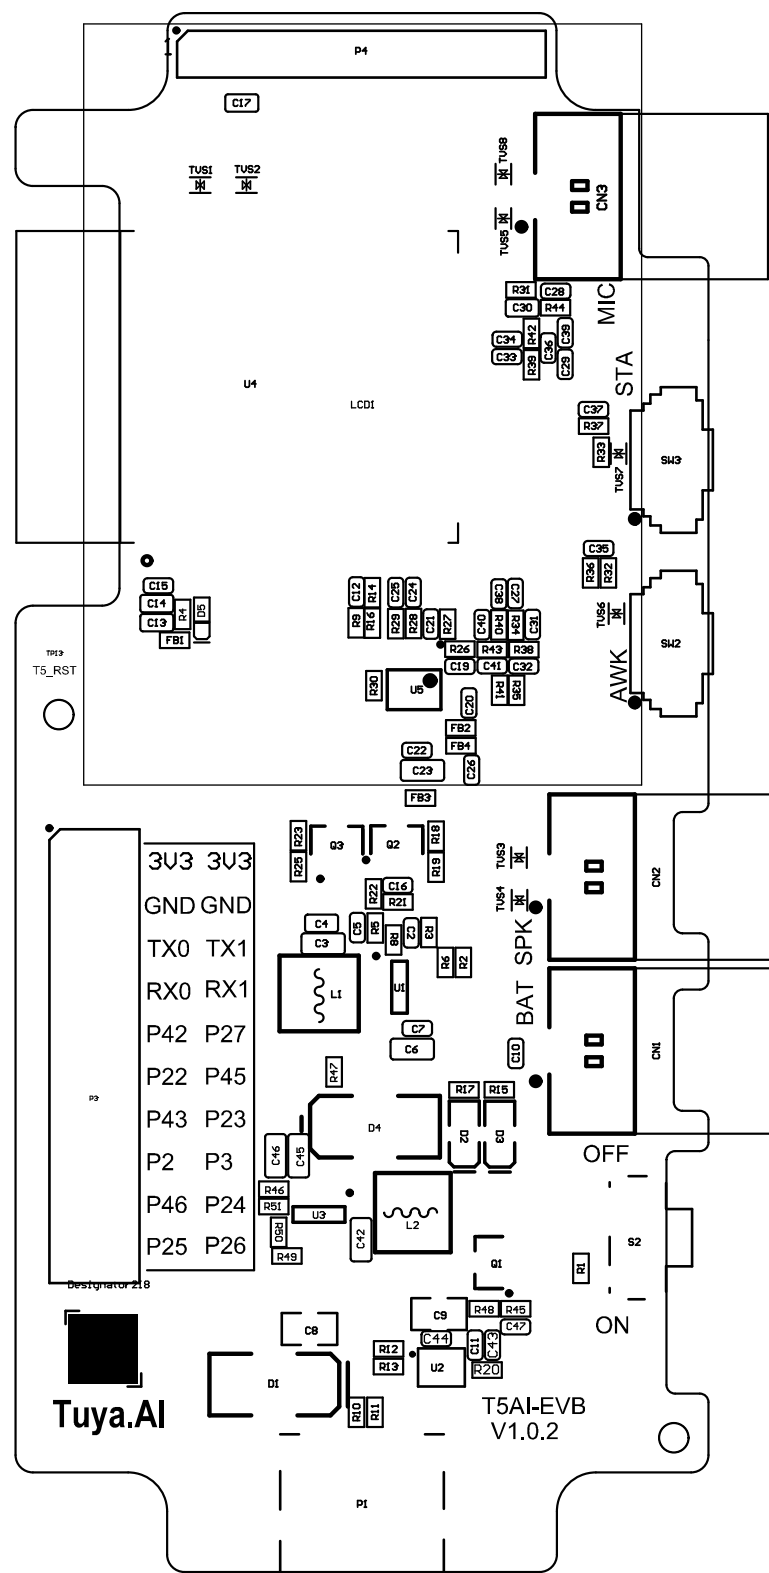 P4
C17
TVS1 TVS2
TVS8
TVS5
CN3
MIC
R31 C28
C30 R44
C34 R42 C36 C39
C33 R39 C29
U4
LCD1
STA
C37
R37
R33
TVS7
SW3
C35
R36 R32
TVS6
SW2
AWK
C15
C14
C13
R4
D5
FB1
TP13
T5_RST
C12 R14 C25 C24
R9 R16 R29 R28 C21 R27
C38 C27
C40 R40 R34 C31
R26 R43 R38
C19 C41 C32
R41 R35
R30
U5
C20
FB2
FB4
C22
C23
C26
FB3
R23
R25
Q3 Q2
R18
R19
TVS3
TVS4
CN2
SPK
R22
C16
R21
C4
C3
C5 R5 R8 C2 R3
R6 R2
L1
U1
C7
C6
BAT
C10
CN1
3V3 3V3
GND GND
TX0 TX1
RX0 RX1
P42 P27
P22 P45
P43 P23
P2 P3
P46 P24
P25 P26
P3
R47
D4
R17 R15
D2 D3
OFF
C46 C45
R46
R51
R50
R49
U3
C42
L2
Q1
R1
S2
ON
Designator218
C8
C9
R48 R45
C47
C44
C11 C43
R12
R13
U2
R20
D1
R10 R11
Tuya.AI
T5AI-EVB
V1.0.2
P1